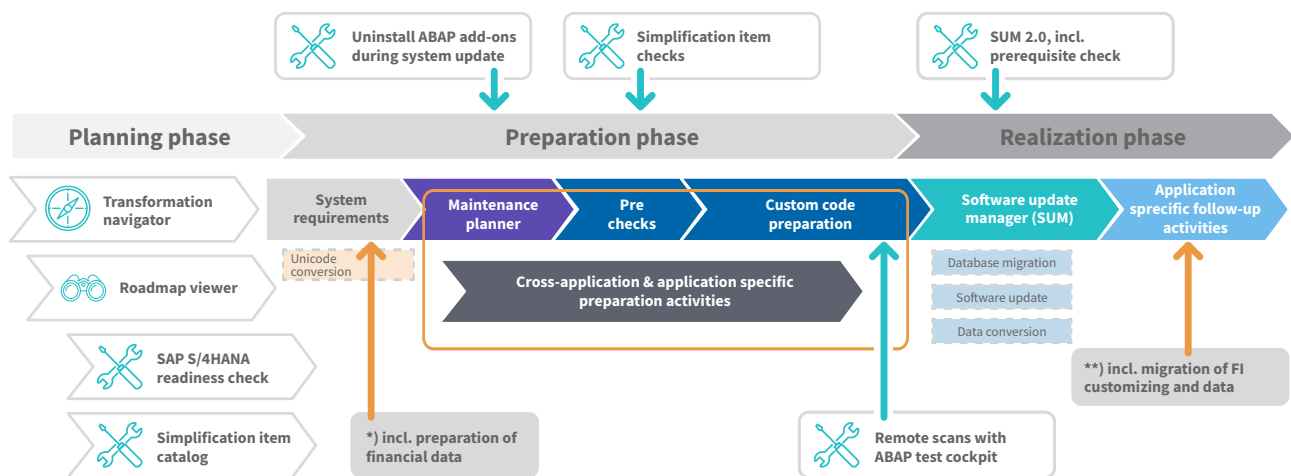 Uninstall ABAP add-ons
during system update
Simplification item
checks
SUM 2.0, incl.
prerequisite check
Planning phase
Preparation phase
Realization phase
Transformation
navigator
System
requirements
Maintenance
planner
Pre
checks
Custom code
preparation
Software update
manager (SUM)
Application
sprecific follow-up
activities
Unicode
conversion
Roadmap viewer
Cross-application & application specific
preparation activities
Database migration
Software update
Data conversion
SAP S/4HANA
readiness check
**) incl. migration of FI
customizing and data
Simplification item
catalog
*) incl. preparation of
financial data
Remote scans with
ABAP test cockpit